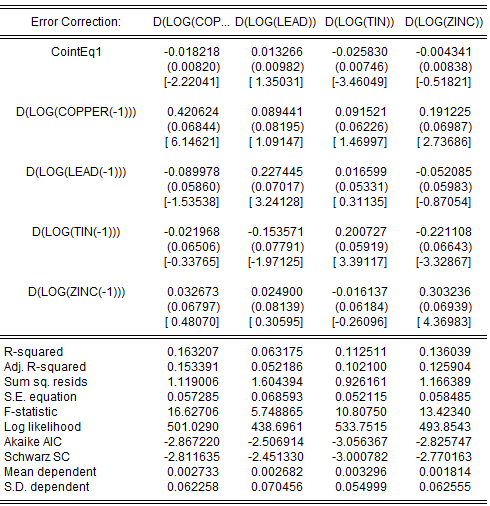 Error Correction: D(LOG(COP... D(LOG(LEAD)) D(LOG(TIN)) D(LOG(ZINC))
CointEq1 -0.018218 0.013266 -0.025830 -0.004341
(0.00820) (0.00982) (0.00746) (0.00838)
[-2.22041] [ 1.35031] [-3.46049] [-0.51821]
D(LOG(COPPER(-1))) 0.420624 0.089441 0.091521 0.191225
(0.06844) (0.08195) (0.06226) (0.06987)
[ 6.14621] [ 1.09147] [ 1.46997] [ 2.73686]
D(LOG(LEAD(-1))) -0.089978 0.227445 0.016599 -0.052085
(0.05860) (0.07017) (0.05331) (0.05983)
[-1.53538] [ 3.24128] [ 0.31135] [-0.87054]
D(LOG(TIN(-1))) -0.021968 -0.153571 0.200727 -0.221108
(0.06506) (0.07791) (0.05919) (0.06643)
[-0.33765] [-1.97125] [ 3.39117] [-3.32867]
D(LOG(ZINC(-1))) 0.032673 0.024900 -0.016137 0.303236
(0.06797) (0.08139) (0.06184) (0.06939)
[ 0.48070] [ 0.30595] [-0.26096] [ 4.36983]
R-squared 0.163207 0.063175 0.112511 0.136039
Adj. R-squared 0.153391 0.052186 0.102100 0.125904
Sum sq. resids 1.119006 1.604394 0.926161 1.166389
S.E. equation 0.057285 0.068593 0.052115 0.058485
F-statistic 16.62706 5.748865 10.80750 13.42340
Log likelihood 501.0290 438.6961 533.7515 493.8543
Akaike AIC -2.867220 -2.506914 -3.056367 -2.825747
Schwarz SC -2.811635 -2.451330 -3.000782 -2.770163
Mean dependent 0.002733 0.002682 0.003296 0.001814
S.D. dependent 0.062258 0.070456 0.054999 0.062555